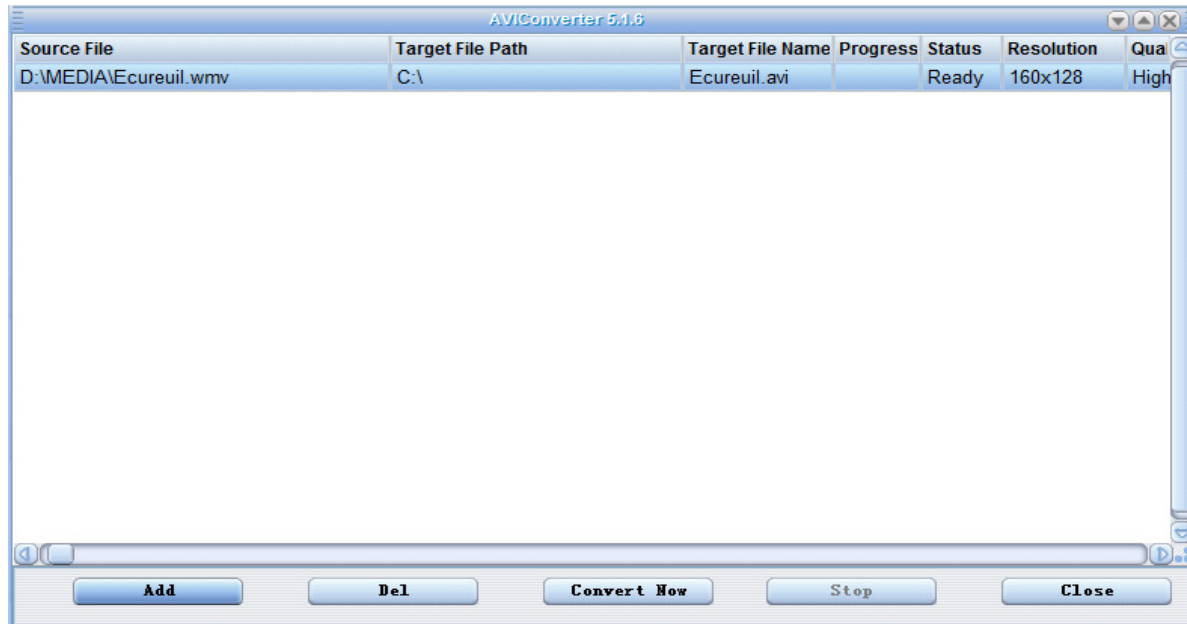 AVIConverter 5.1.6
Source File Target File Path Target File Name Progress Status Resolution Qual
D:\MEDIA\Ecureuil.wmv C:\ Ecureuil.avi Ready 160x128 High
Add Del Convert Now Stop Close